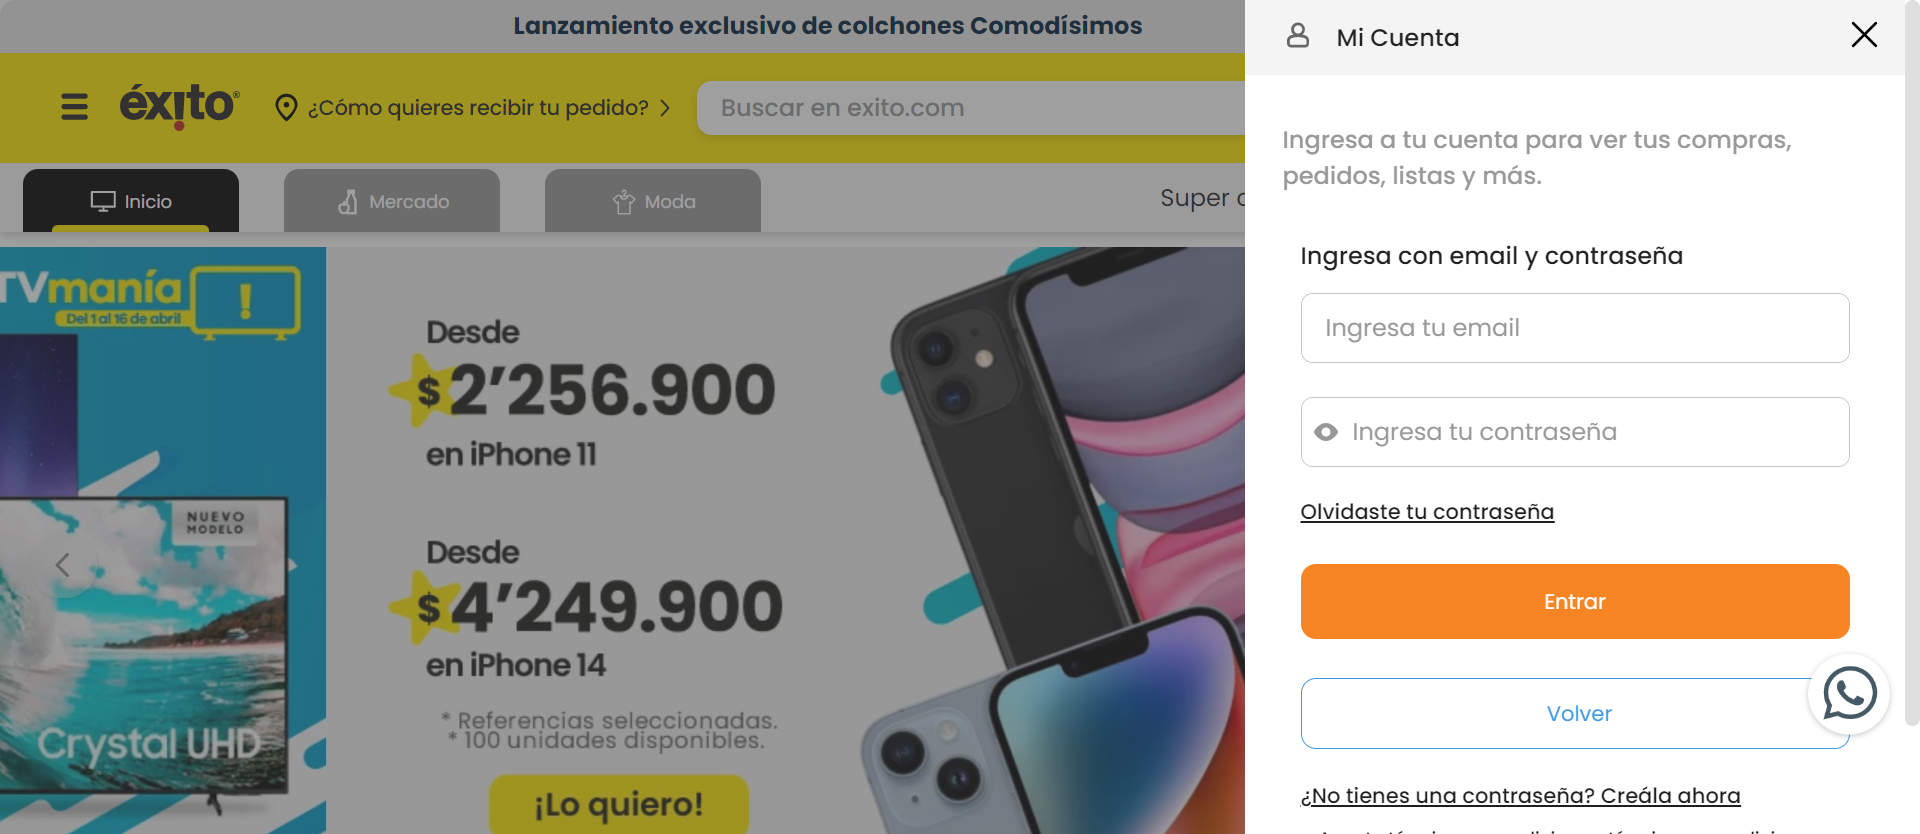 Lanzamiento exclusivo de colchones Comodísimos
éxito®
¿Cómo quieres recibir tu pedido?
Buscar en exito.com
Inicio
Mercado
Moda
Super
TVmanía
Del 1 al 16 de abril
NUEVO
MODELO
Crystal UHD
Desde
$ 2'256.900
en iPhone 11
Desde
$ 4'249.900
en iPhone 14
* Referencias seleccionadas.
* 100 unidades disponibles.
¡Lo quiero!
Mi Cuenta
Ingresa a tu cuenta para ver tus compras,
pedidos, listas y más.
Ingresa con email y contraseña
Ingresa tu email
Ingresa tu contraseña
Olvidaste tu contraseña
Entrar
Volver
¿No tienes una contraseña? Creála ahora